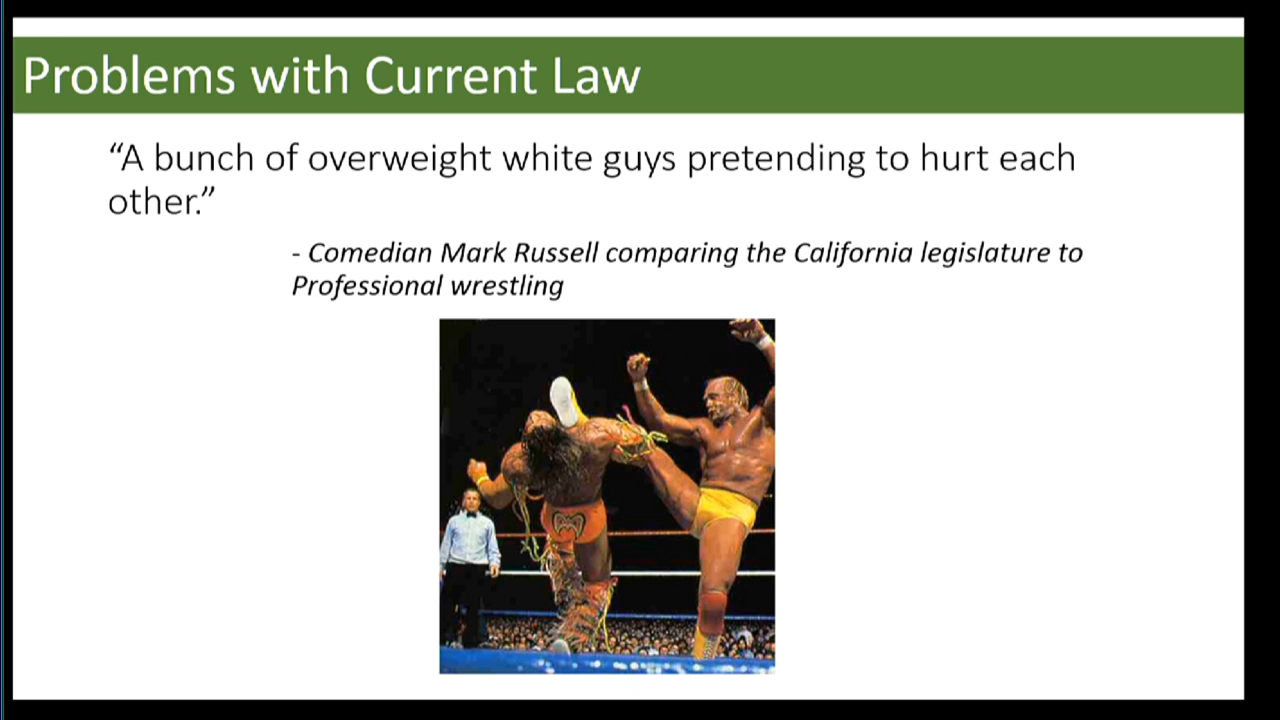 Problems with Current Law
“A bunch of overweight white guys pretending to hurt each
other.”
- Comedian Mark Russell comparing the California legislature to
Professional wrestling